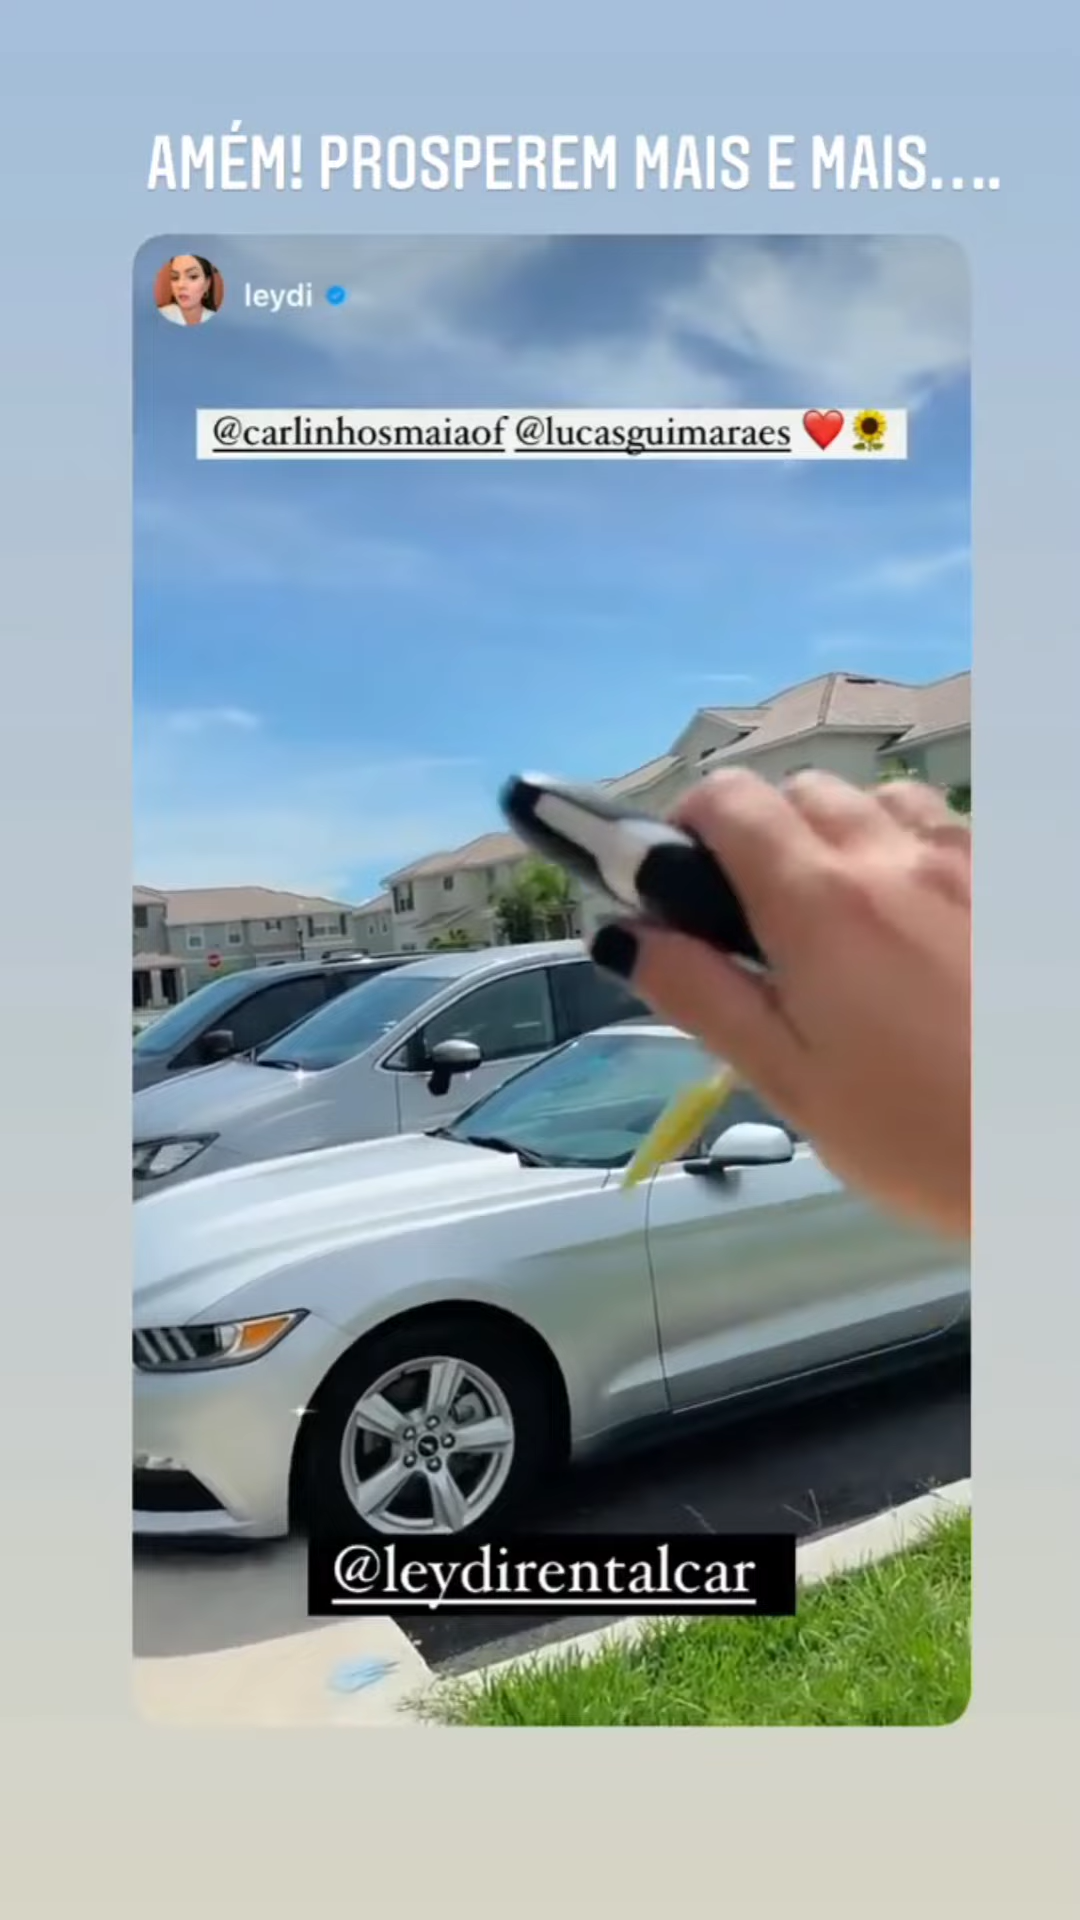 AMÉM! PROSPEREM MAIS E MAIS....
leydi
@carlinhosmaiaof @lucasguimaraes ❤️🌻
@leydirentalcar